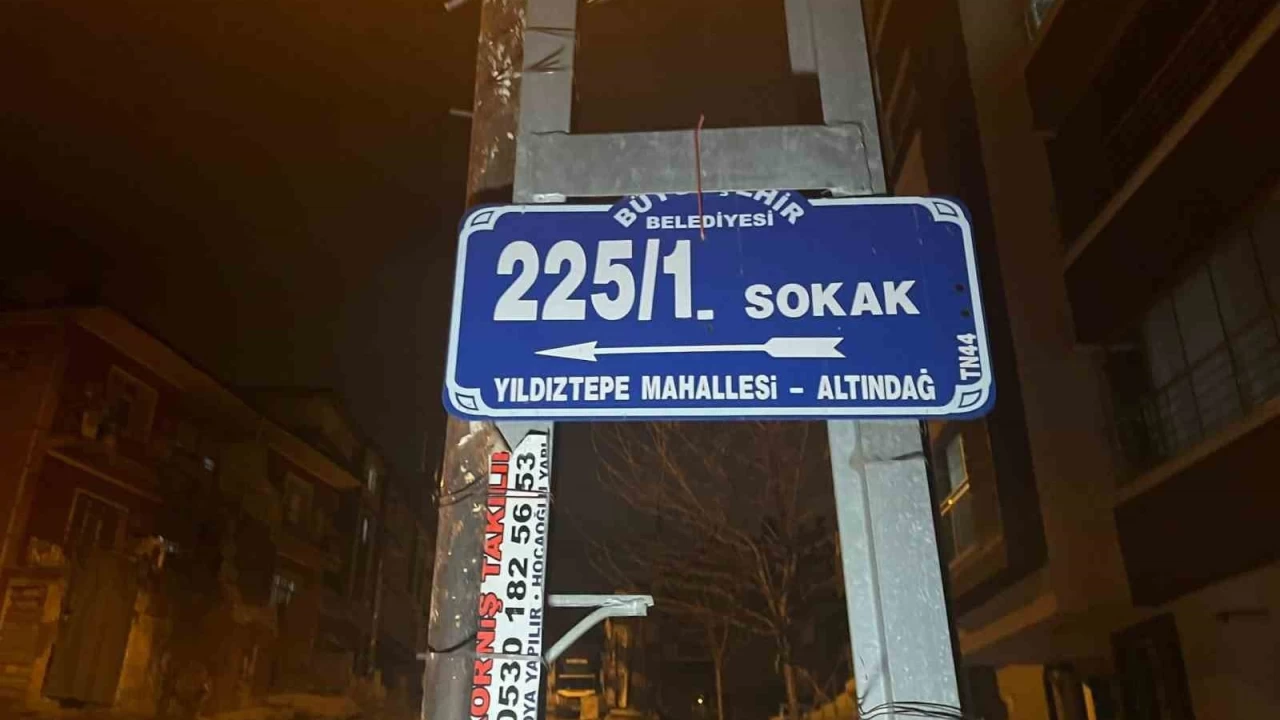 BÜYÜKŞEHİR
BELEDİYESİ
225/1. SOKAK
YILDIZTEPE MAHALLESİ - ALTINDAĞ
TN44
KORNİŞ TAKILIR
0530 182 56 53
BOYA YAPILIR • HOCAOĞLU YAPI